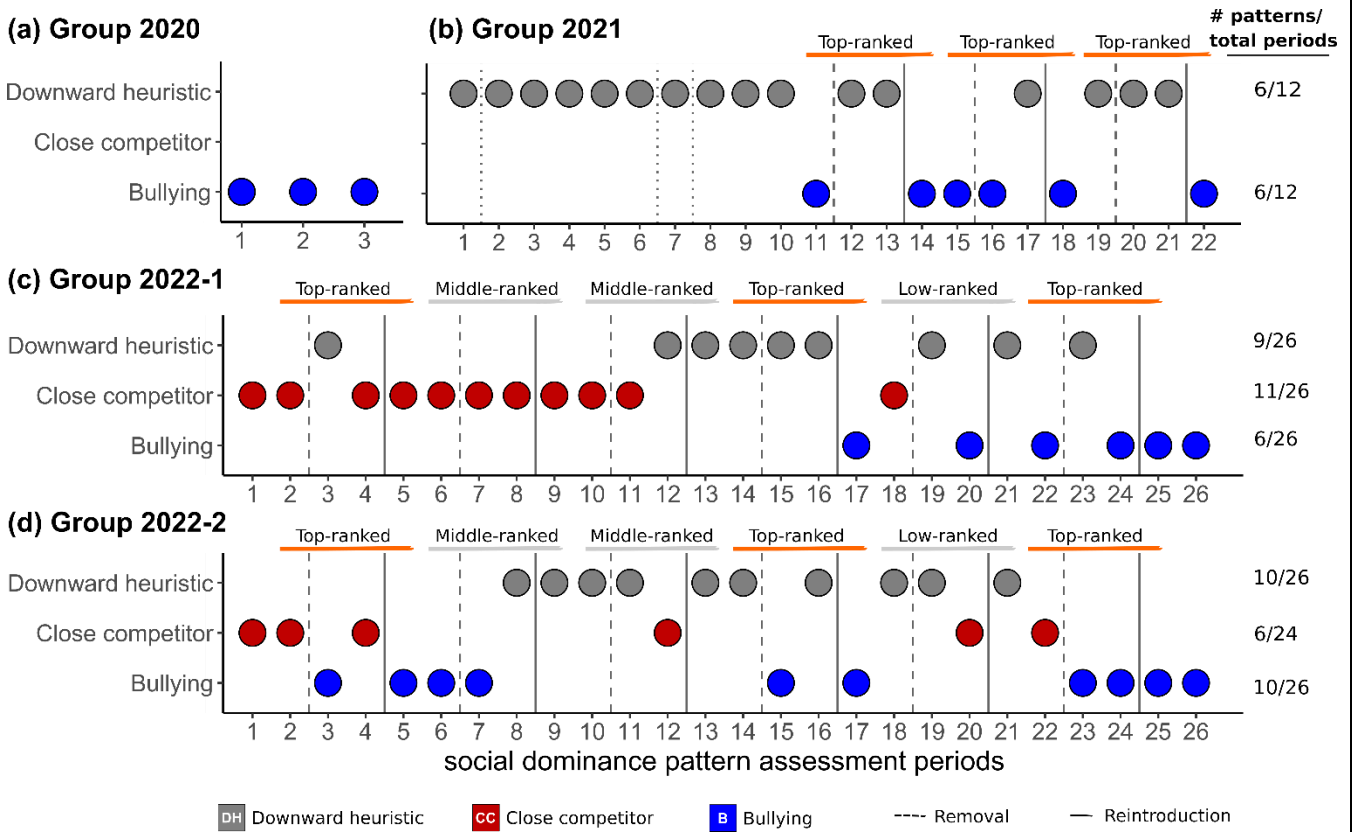 (a) Group 2020
(b) Group 2021
# patterns/
total periods
Top-ranked Top-ranked Top-ranked
Downward heuristic
6/12
Close competitor
Bullying
6/12
1 2 3
1 2 3 4 5 6 7 8 9 10 11 12 13 14 15 16 17 18 19 20 21 22
(c) Group 2022-1
Top-ranked Middle-ranked Middle-ranked Top-ranked Low-ranked Top-ranked
Downward heuristic 9/26
Close competitor 11/26
Bullying 6/26
1 2 3 4 5 6 7 8 9 10 11 12 13 14 15 16 17 18 19 20 21 22 23 24 25 26
(d) Group 2022-2
Top-ranked Middle-ranked Middle-ranked Top-ranked Low-ranked Top-ranked
Downward heuristic 10/26
Close competitor 6/24
Bullying 10/26
1 2 3 4 5 6 7 8 9 10 11 12 13 14 15 16 17 18 19 20 21 22 23 24 25 26
social dominance pattern assessment periods
DH Downward heuristic CC Close competitor B Bullying Removal Reintroduction